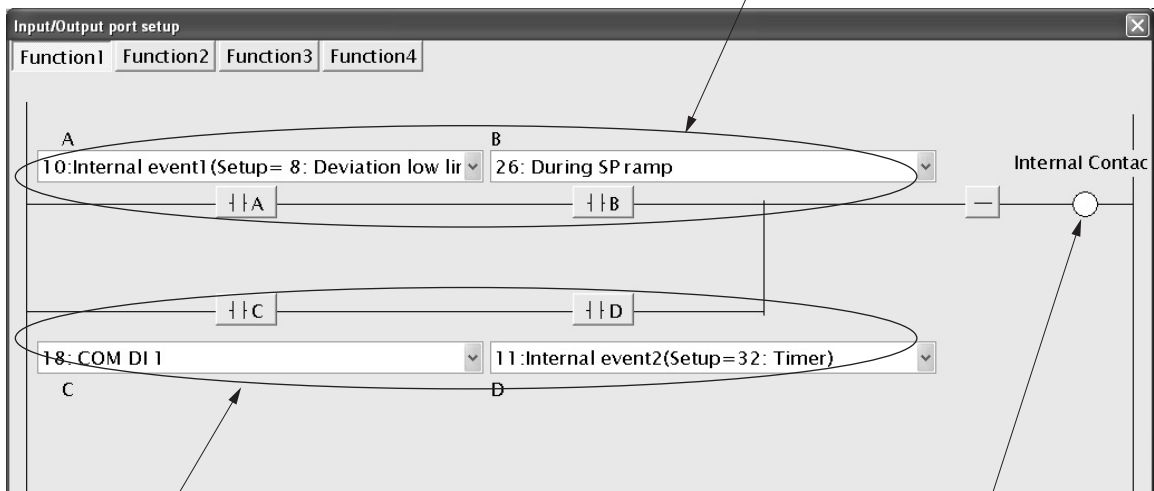 Input/Output port setup
Function1 Function2 Function3 Function4
A B
10:Internal event1(Setup= 8: Deviation low lir 26: During SP ramp
Internal Contac
A B
C D
18: COM DI 1 11:Internal event2(Setup=32: Timer)
C D